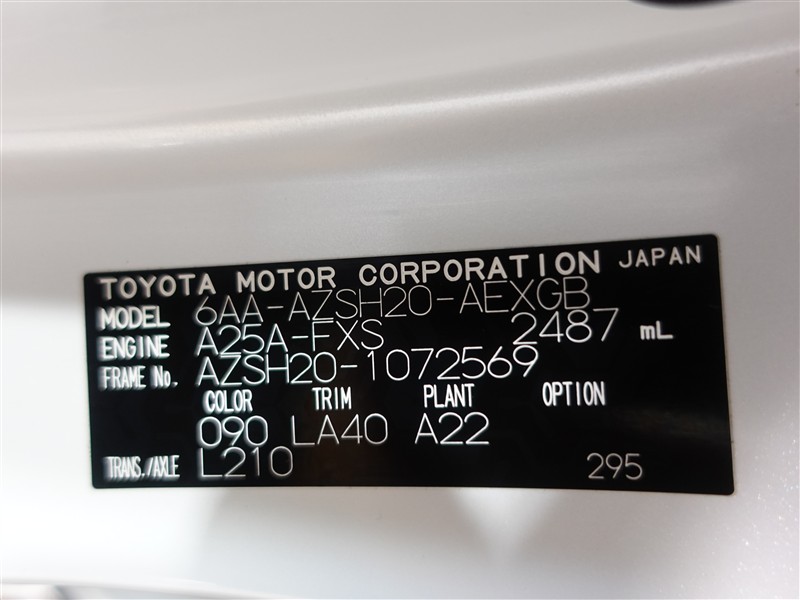 TOYOTA MOTOR CORPORATION JAPAN
MODEL 6AA-AZSH20-AEXGB
ENGINE A25A-FXS 2487 mL
FRAME No. AZSH20-1072569
COLOR TRIM PLANT OPTION
090 LA40 A22
TRANS./AXLE L210 295